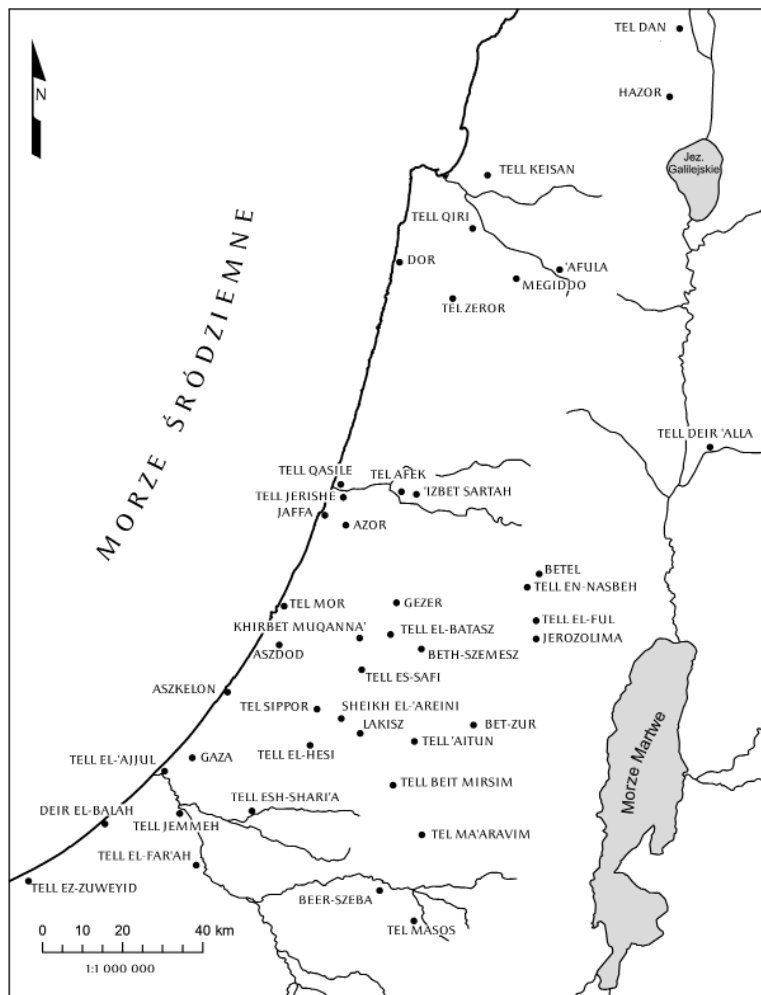 TEL DAN
HAZOR
N
Jez.
Galilejskie
TELL KEISAN
TELL QIRI
DOR
'AFULA
MEGIDDO
TEL ZEROR
MORZE ŚRÓDZIEMNE
TELL DEIR 'ALLA
TELL QASILE
TEL AFEK
TELL JERISHE
'IZBET SARTAH
JAFFA
AZOR
BETEL
TELL EN-NASBEH
TEL MOR
GEZER
TELL EL-FUL
KHIRBET MUQANNA'
TELL EL-BATASZ
JEROZOLIMA
ASZDOD
BETH-SZEMESZ
TELL ES-SAFI
ASZKELON
TEL SIPPOR
SHEIKH EL-'AREINI
LAKISZ
BET-ZUR
TELL 'AITUN
TELL EL-HESI
GAZA
TELL EL-'AJJUL
Morze Martwe
TELL BEIT MIRSIM
TELL ESH-SHARI'A
DEIR EL-BALAH
TELL JEMMEH
TEL MA'ARAVIM
TELL EL-FAR'AH
TELL EZ-ZUWEYID
BEER-SZEBA
TEL MASOS
0 10 20 40 km
1:1 000 000